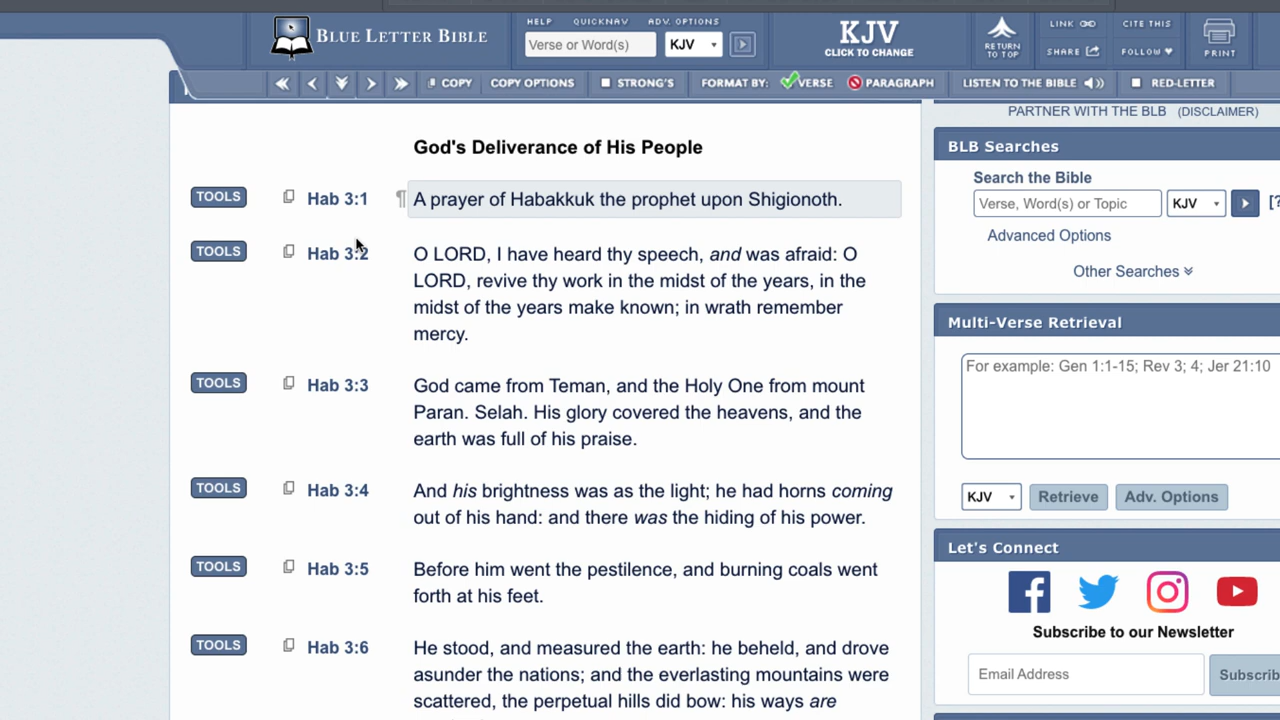 BLUE LETTER BIBLE
HELP QUICKNAV ADV. OPTIONS
Verse or Word(s) KJV
KJV
CLICK TO CHANGE
RETURN
TO TOP
LINK CITE THIS
SHARE FOLLOW
PRINT
COPY COPY OPTIONS STRONG'S FORMAT BY: VERSE PARAGRAPH LISTEN TO THE BIBLE RED-LETTER
God's Deliverance of His People
TOOLS Hab 3:1 ¶ A prayer of Habakkuk the prophet upon Shigionoth.
TOOLS Hab 3:2 O LORD, I have heard thy speech, and was afraid: O
LORD, revive thy work in the midst of the years, in the
midst of the years make known; in wrath remember
mercy.
TOOLS Hab 3:3 God came from Teman, and the Holy One from mount
Paran. Selah. His glory covered the heavens, and the
earth was full of his praise.
TOOLS Hab 3:4 And his brightness was as the light; he had horns coming
out of his hand: and there was the hiding of his power.
TOOLS Hab 3:5 Before him went the pestilence, and burning coals went
forth at his feet.
TOOLS Hab 3:6 He stood, and measured the earth: he beheld, and drove
asunder the nations; and the everlasting mountains were
scattered, the perpetual hills did bow: his ways are
PARTNER WITH THE BLB (DISCLAIMER)
BLB Searches
Search the Bible
Verse, Word(s) or Topic KJV [?
Advanced Options
Other Searches
Multi-Verse Retrieval
For example: Gen 1:1-15; Rev 3; 4; Jer 21:10
KJV Retrieve Adv. Options
Let's Connect
Subscribe to our Newsletter
Email Address Subscrib